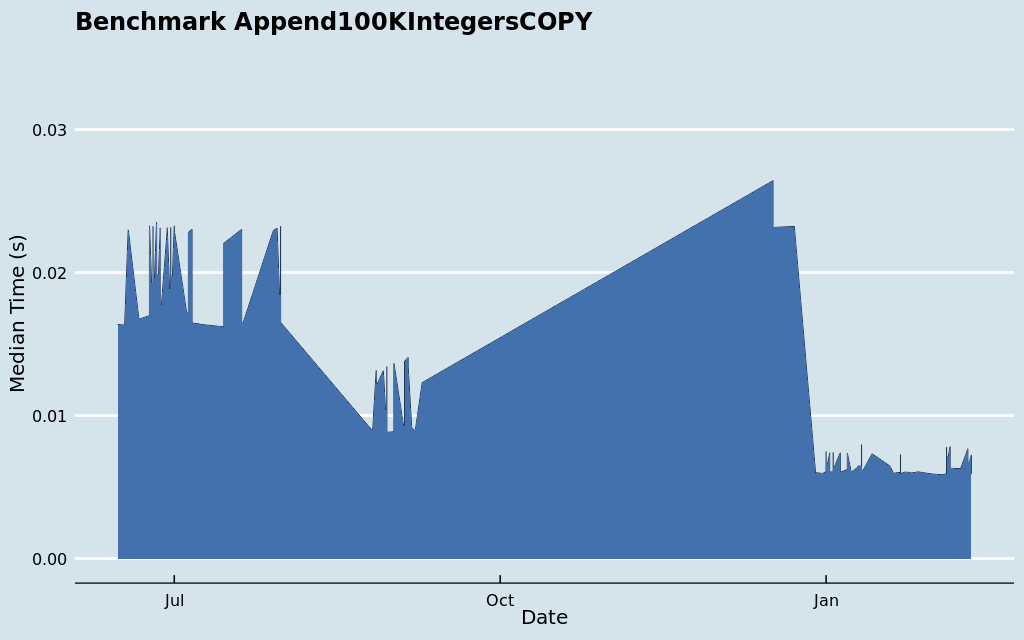 Benchmark Append100KIntegersCOPY
0.03
0.02
0.01
0.00
Median Time (s)
Jul
Oct
Jan
Date